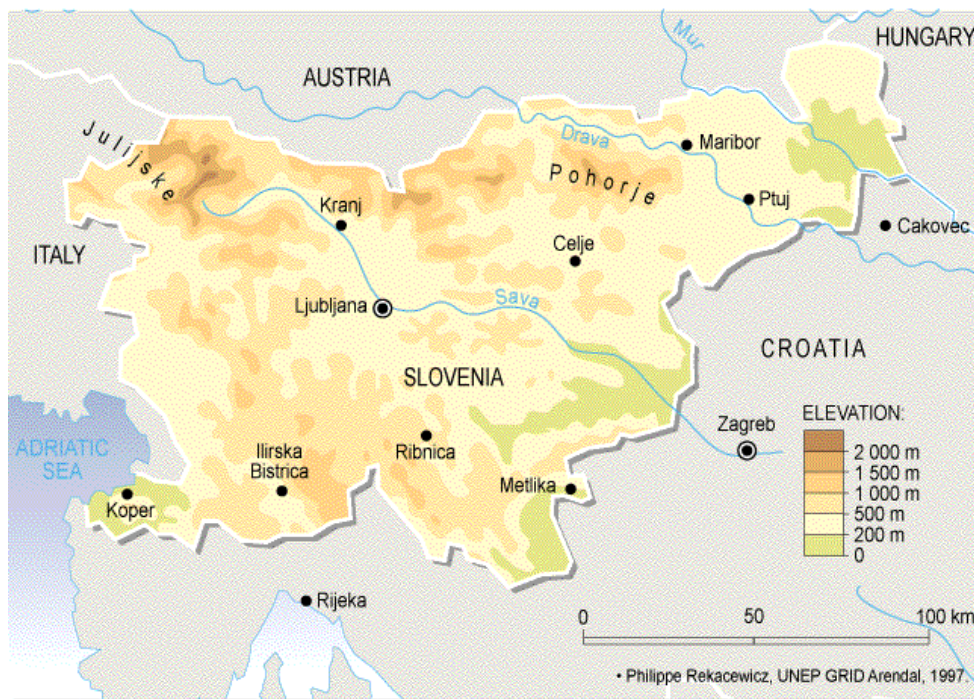 HUNGARY
Mur
AUSTRIA
Julijske
Drava
Maribor
Pohorje
Ptuj
Kranj
Cakovec
ITALY
Celje
Ljubljana
Sava
CROATIA
SLOVENIA
ELEVATION:
Zagreb
2 000 m
1 500 m
1 000 m
500 m
200 m
0
ADRIATIC
SEA
Ilirska
Bistrica
Ribnica
Metlika
Koper
Rijeka
0 50 100 km
• Philippe Rekacewicz, UNEP GRID Arendal, 1997.